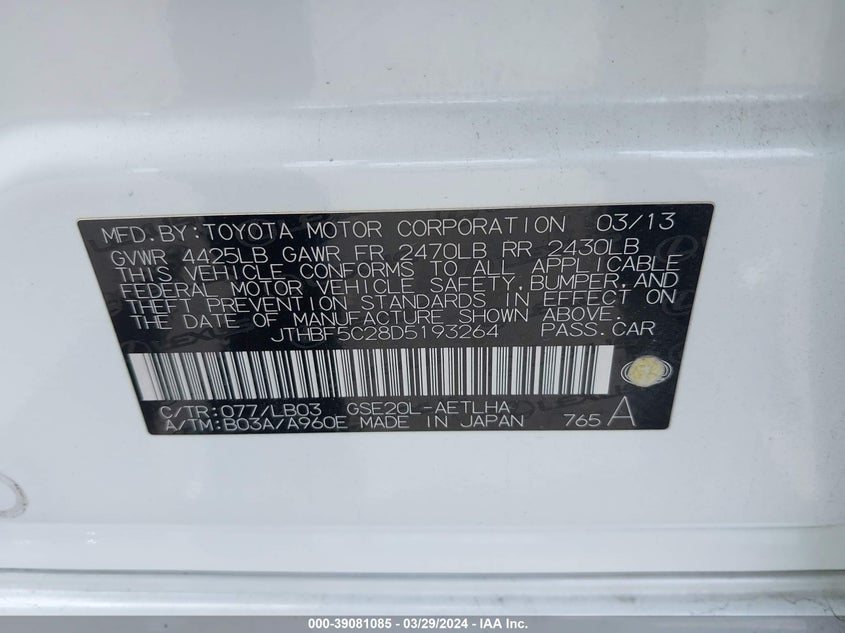 MFD.BY:TOYOTA MOTOR CORPORATION 03/13
GVWR 4425LB GAWR FR 2470LB RR 2430LB
THIS VEHICLE CONFORMS TO ALL APPLICABLE
FEDERAL MOTOR VEHICLE SAFETY,BUMPER,AND
THEFT PREVENTION STANDARDS IN EFFECT ON
THE DATE OF MANUFACTURE SHOWN ABOVE.
JTHBF5C28D5193264 PASS.CAR
C/TR:077/LB03 GSE20L-AETLHA
A/TM:B03A/A960E MADE IN JAPAN 765 A
000-39081085 - 03/29/2024 - IAA Inc.